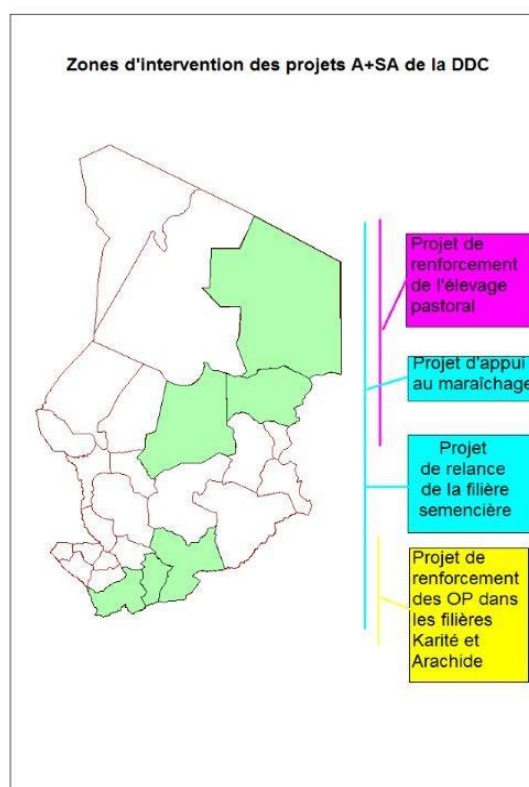 Zones d'intervention des projets A+SA de la DDC
Projet de
renforcement
de l'élevage
pastoral
Projet d'appui
au maraîchage
Projet
de relance
de la filière
semencière
Projet de
renforcement
des OP dans
les filières
Karité et
Arachide